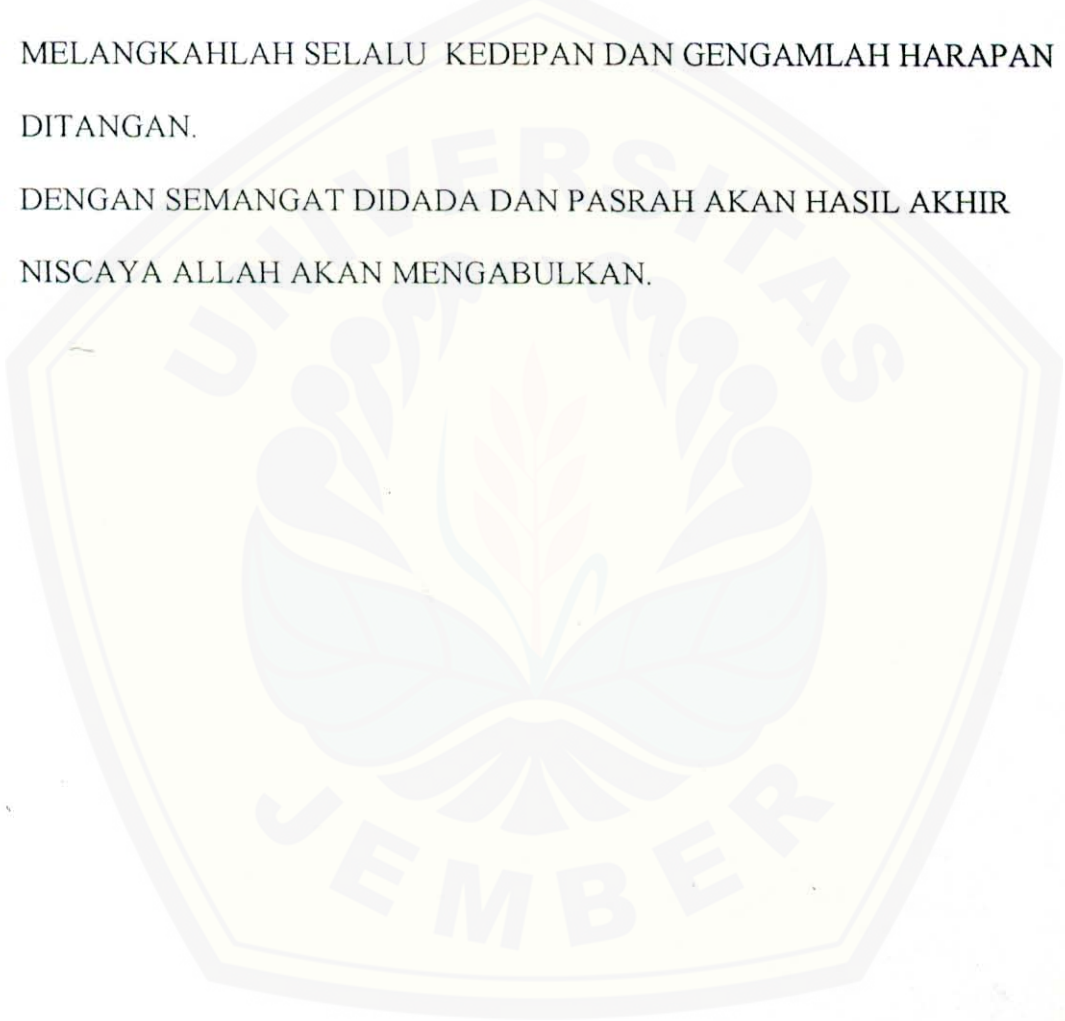 MELANGKAHLAH SELALU KEDEPAN DAN GENGAMLAH HARAPAN
DITANGAN.
DENGAN SEMANGAT DIDADA DAN PASRAH AKAN HASIL AKHIR
NISCAYA ALLAH AKAN MENGABULKAN.
UNIVERSITAS
JEMBER